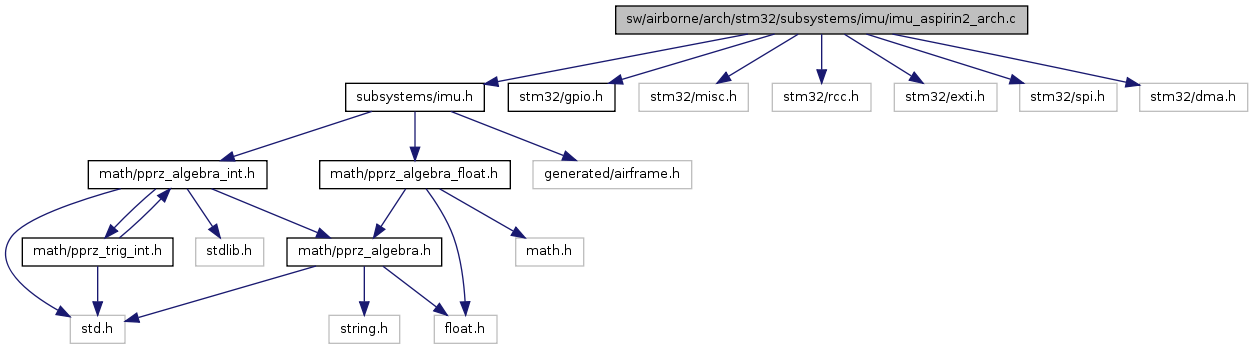 sw/airborne/arch/stm32/subsystems/imu/imu_aspirin2_arch.c
subsystems/imu.h
stm32/gpio.h
stm32/misc.h
stm32/rcc.h
stm32/exti.h
stm32/spi.h
stm32/dma.h
math/pprz_algebra_int.h
math/pprz_algebra_float.h
generated/airframe.h
math/pprz_trig_int.h
stdlib.h
math/pprz_algebra.h
math.h
std.h
string.h
float.h